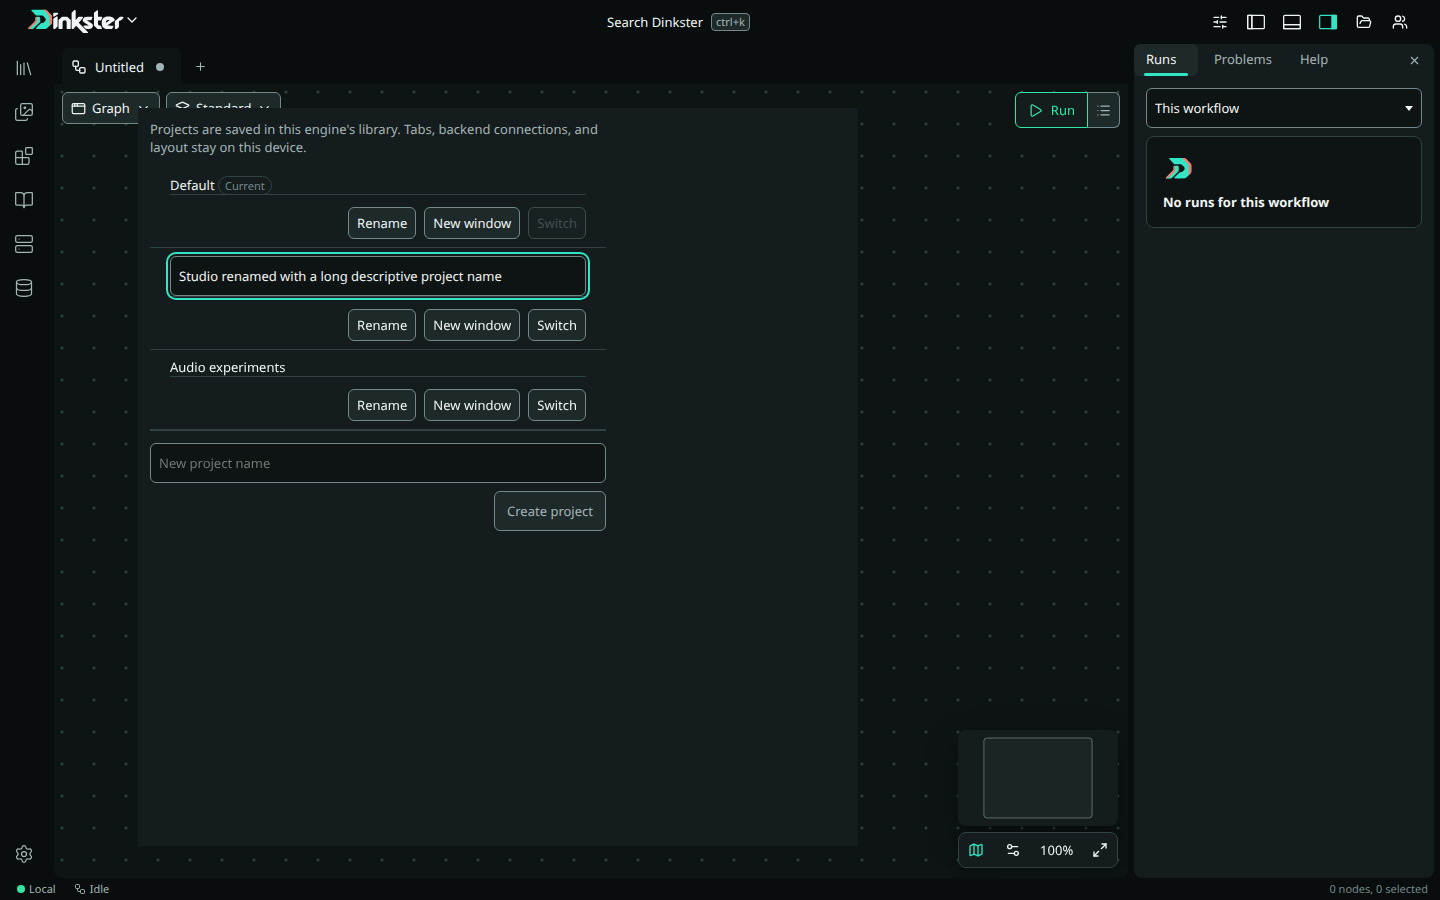 Dinkster
Search Dinkster ctrl+k
Untitled
Graph
Standard
Run
Projects are saved in this engine's library. Tabs, backend connections, and
layout stay on this device.
Default Current
Rename New window Switch
Studio renamed with a long descriptive project name
Rename New window Switch
Audio experiments
Rename New window Switch
New project name
Create project
Runs Problems Help
This workflow
No runs for this workflow
100%
Local Idle
0 nodes, 0 selected